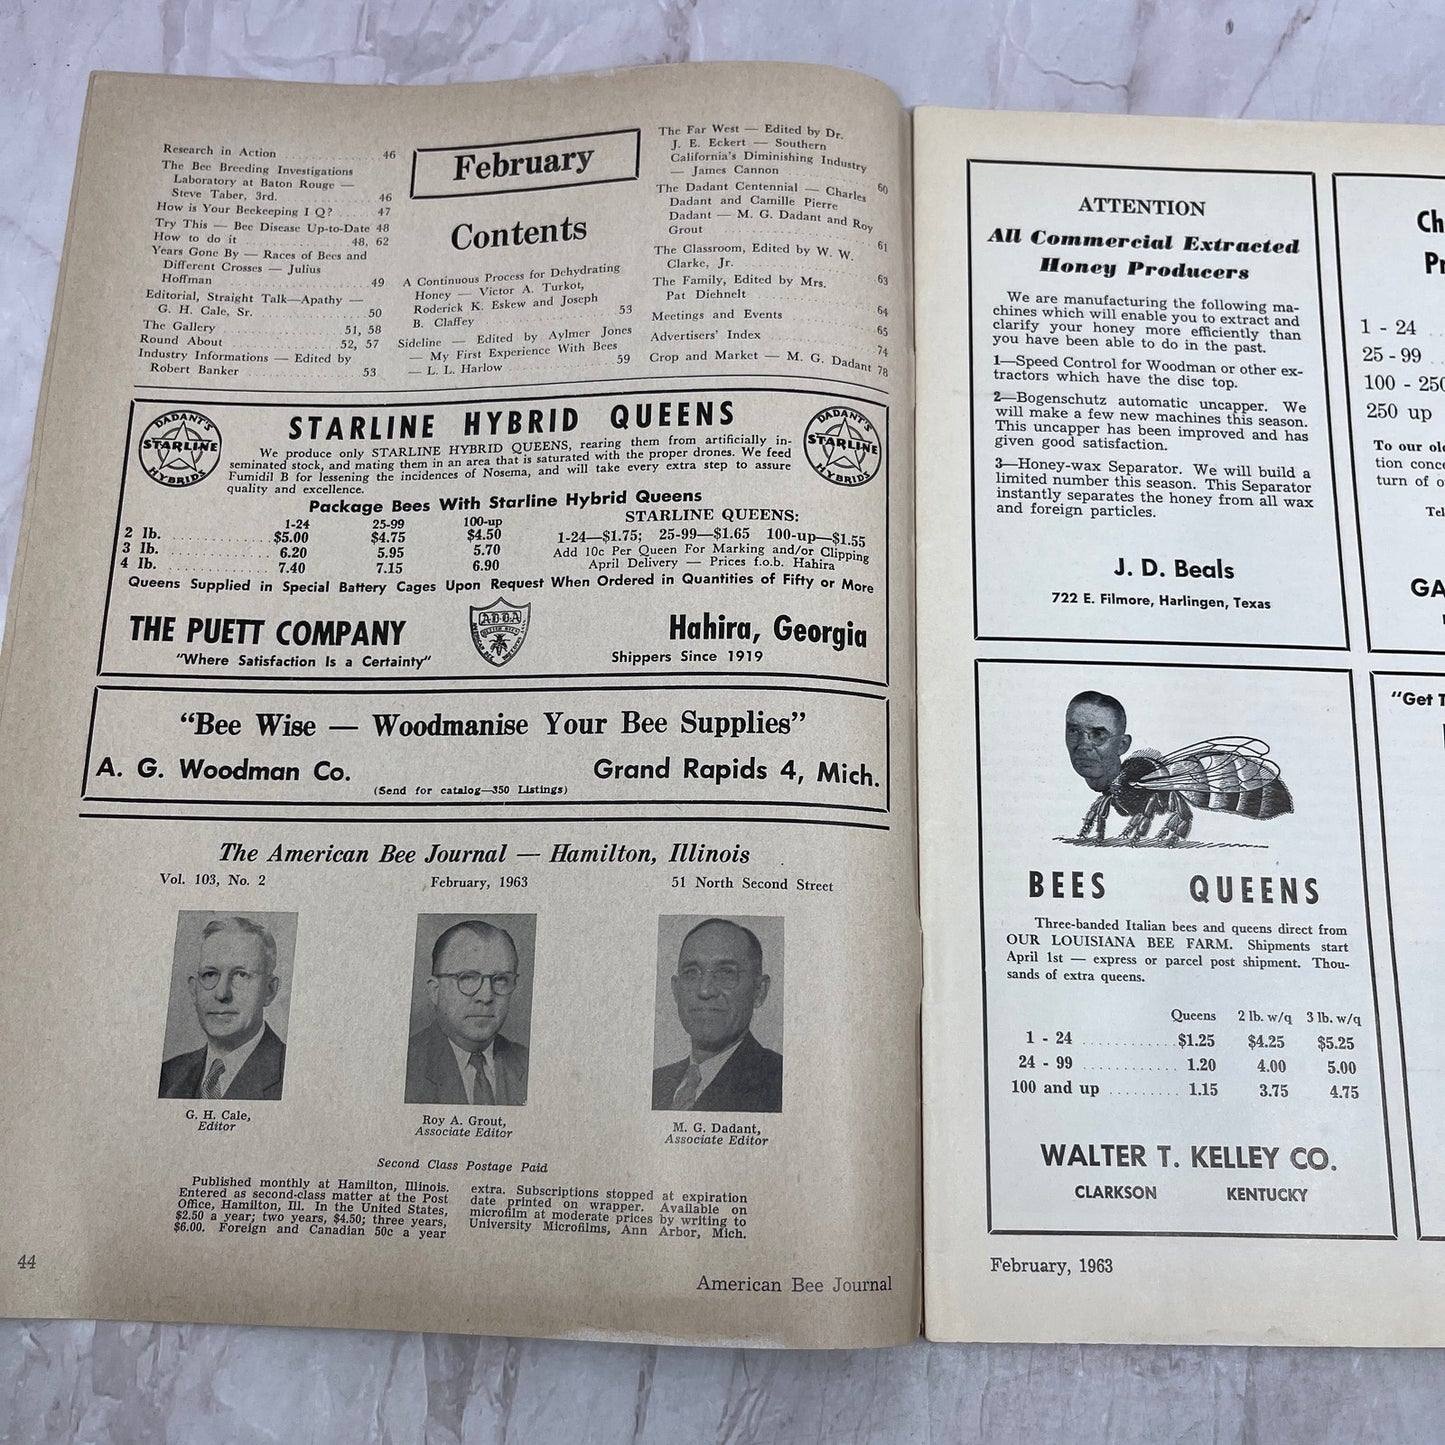 Research in Action 46
The Bee Breeding Investigations
Laboratory at Baton Rouge —
Steve Taber, 3rd. 46
How is Your Beekeeping I Q? 47
Try This — Bee Disease Up-to-Date 48
How to do it 48, 62
Years Gone By — Races of Bees and
Different Crosses — Julius
Hoffman 49
Editorial, Straight Talk—Apathy —
G. H. Cale, Sr. 50
The Gallery 51, 58
Round About 52, 57
Industry Informations — Edited by
Robert Banker 53
February
Contents
A Continuous Process for Dehydrating
Honey — Victor A. Turkot,
Roderick K. Eskew and Joseph
B. Claffey 53
Sideline — Edited by Aylmer Jones
— My First Experience With Bees
— L. L. Harlow 59
The Far West — Edited by Dr.
J. E. Eckert — Southern
California's Diminishing Industry
— James Cannon 60
The Dadant Centennial — Charles
Dadant and Camille Pierre
Dadant — M. G. Dadant and Roy
Grout 61
The Classroom, Edited by W. W.
Clarke, Jr. 63
The Family, Edited by Mrs.
Pat Diehnelt 64
Meetings and Events 65
Advertisers' Index 74
Crop and Market — M. G. Dadant 78
DADANT'S
STARLINE
HYBRIDS
STARLINE HYBRID QUEENS
DADANT'S
STARLINE
HYBRIDS
We produce only STARLINE HYBRID QUEENS, rearing them from artificially in-
seminated stock, and mating them in an area that is saturated with the proper drones. We feed
Fumidil B for lessening the incidences of Nosema, and will take every extra step to assure
quality and excellence.
Package Bees With Starline Hybrid Queens
1-24 25-99 100-up
2 lb. $5.00 $4.75 $4.50
3 lb. 6.20 5.95 5.70
4 lb. 7.40 7.15 6.90
STARLINE QUEENS:
1-24—$1.75; 25-99—$1.65 100-up—$1.55
Add 10c Per Queen For Marking and/or Clipping
April Delivery — Prices f.o.b. Hahira
Queens Supplied in Special Battery Cages Upon Request When Ordered in Quantities of Fifty or More
THE PUETT COMPANY
"Where Satisfaction Is a Certainty"
Hahira, Georgia
Shippers Since 1919
"Bee Wise — Woodmanise Your Bee Supplies"
A. G. Woodman Co. Grand Rapids 4, Mich.
(Send for catalog—350 Listings)
The American Bee Journal — Hamilton, Illinois
Vol. 103, No. 2 February, 1963 51 North Second Street
G. H. Cale,
Editor
Roy A. Grout,
Associate Editor
M. G. Dadant,
Associate Editor
Second Class Postage Paid
Published monthly at Hamilton, Illinois.
Entered as second-class matter at the Post
Office, Hamilton, Ill. In the United States,
$2.50 a year; two years, $4.50; three years,
$6.00. Foreign and Canadian 50c a year
extra. Subscriptions stopped at expiration
date printed on wrapper. Available on
microfilm at moderate prices by writing to
University Microfilms, Ann Arbor, Mich.
44
American Bee Journal
ATTENTION
All Commercial Extracted
Honey Producers
We are manufacturing the following ma-
chines which will enable you to extract and
clarify your honey more efficiently than
you have been able to do in the past.
1—Speed Control for Woodman or other ex-
tractors which have the disc top.
2—Bogenschutz automatic uncapper. We
will make a few new machines this season.
This uncapper has been improved and has
given good satisfaction.
3—Honey-wax Separator. We will build a
limited number this season. This Separator
instantly separates the honey from all wax
and foreign particles.
J. D. Beals
722 E. Filmore, Harlingen, Texas
BEES QUEENS
Three-banded Italian bees and queens direct from
OUR LOUISIANA BEE FARM. Shipments start
April 1st — express or parcel post shipment. Thou-
sands of extra queens.
Queens 2 lb. w/q 3 lb. w/q
1 - 24 $1.25 $4.25 $5.25
24 - 99 1.20 4.00 5.00
100 and up 1.15 3.75 4.75
WALTER T. KELLEY CO.
CLARKSON KENTUCKY
February, 1963
1 - 24
25 - 99
100 - 250
250 up
To our
tion
turn of
"Get